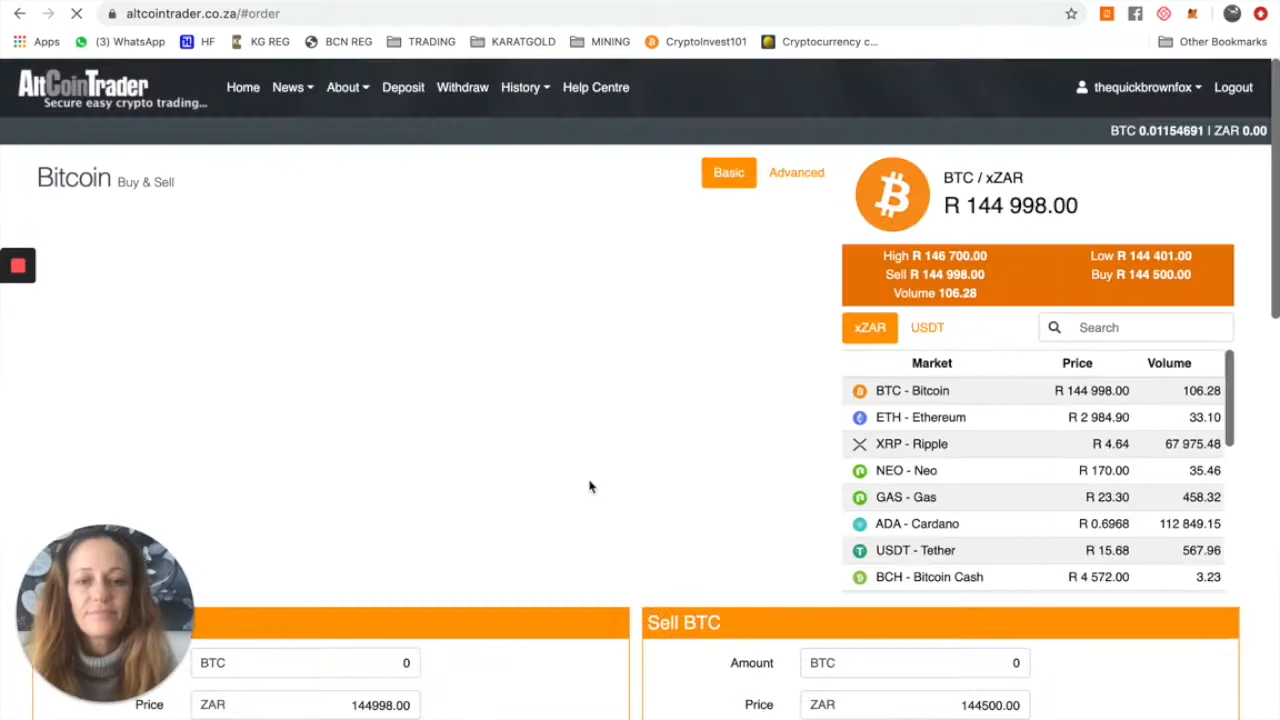 altcointrader.co.za/#order
Apps (3) WhatsApp HF KG REG BCN REG TRADING KARATGOLD MINING CryptoInvest101 Cryptocurrency c... Other Bookmarks
AltCoinTrader
Secure easy crypto trading...
Home News About Deposit Withdraw History Help Centre thequickbrownfox Logout
BTC 0.01154691 | ZAR 0.00
Bitcoin Buy & Sell
Basic Advanced
BTC / xZAR
R 144 998.00
High R 146 700.00 Low R 144 401.00
Sell R 144 998.00 Buy R 144 500.00
Volume 106.28
xZAR USDT Search
Market Price Volume
BTC - Bitcoin R 144 998.00 106.28
ETH - Ethereum R 2 984.90 33.10
XRP - Ripple R 4.64 67 975.48
NEO - Neo R 170.00 35.46
GAS - Gas R 23.30 458.32
ADA - Cardano R 0.6968 112 849.15
USDT - Tether R 15.68 567.96
BCH - Bitcoin Cash R 4 572.00 3.23
Sell BTC
BTC 0 Amount BTC 0
Price ZAR 144998.00 Price ZAR 144500.00